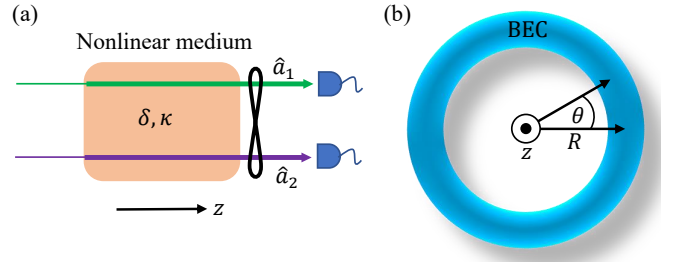 (a)
Nonlinear medium
â₁
δ, κ
â₂
z
(b)
BEC
θ
R
z